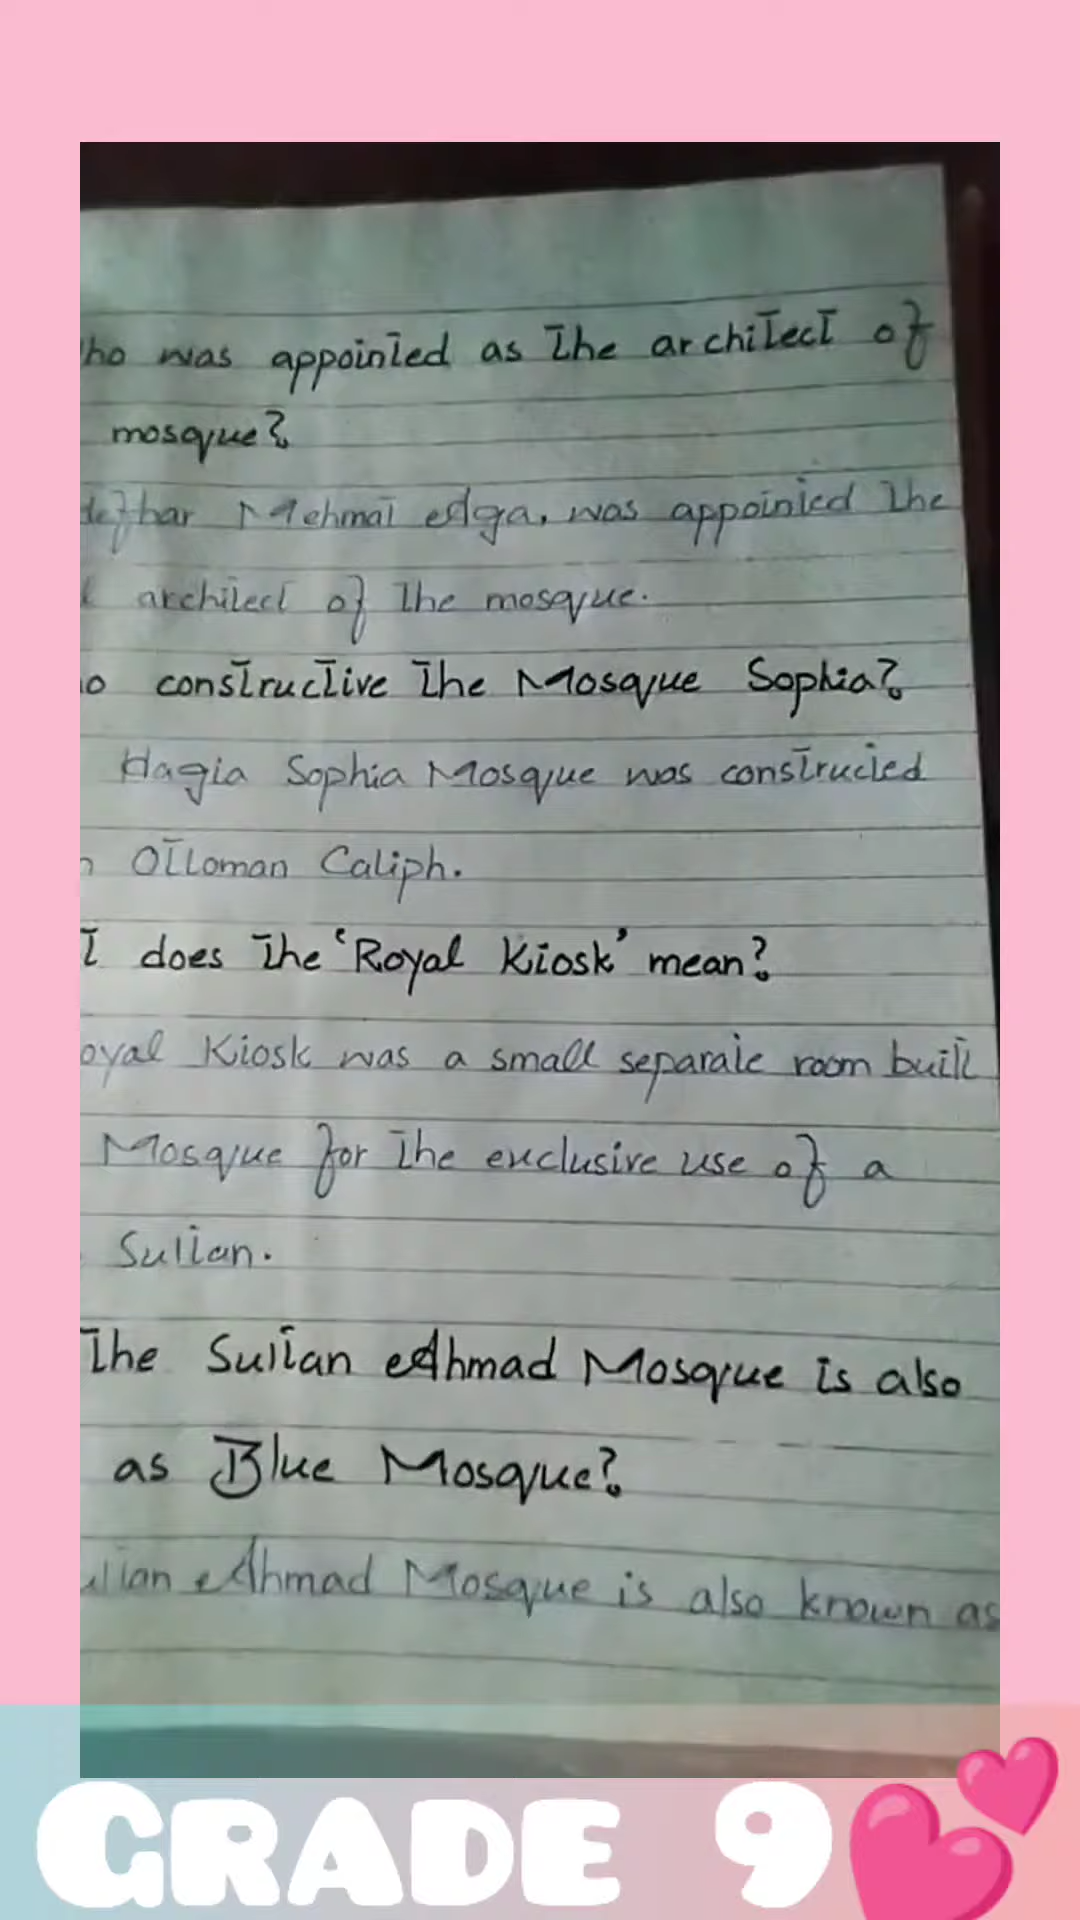 ho was appointed as the architect of
mosque?
defhar Mehmat Aga, was appointed the
architect of the mosque.
o constructive the Mosque Sophia?
Hagia Sophia Mosque was constructed
n Ottoman Caliph.
t does the 'Royal Kiosk' mean?
oyal Kiosk was a small separate room built
Mosque for the exclusive use of a
Sultan.
the Sultan Ahmad Mosque is also
as Blue Mosque?
ultan Ahmad Mosque is also known as
GRADE 9